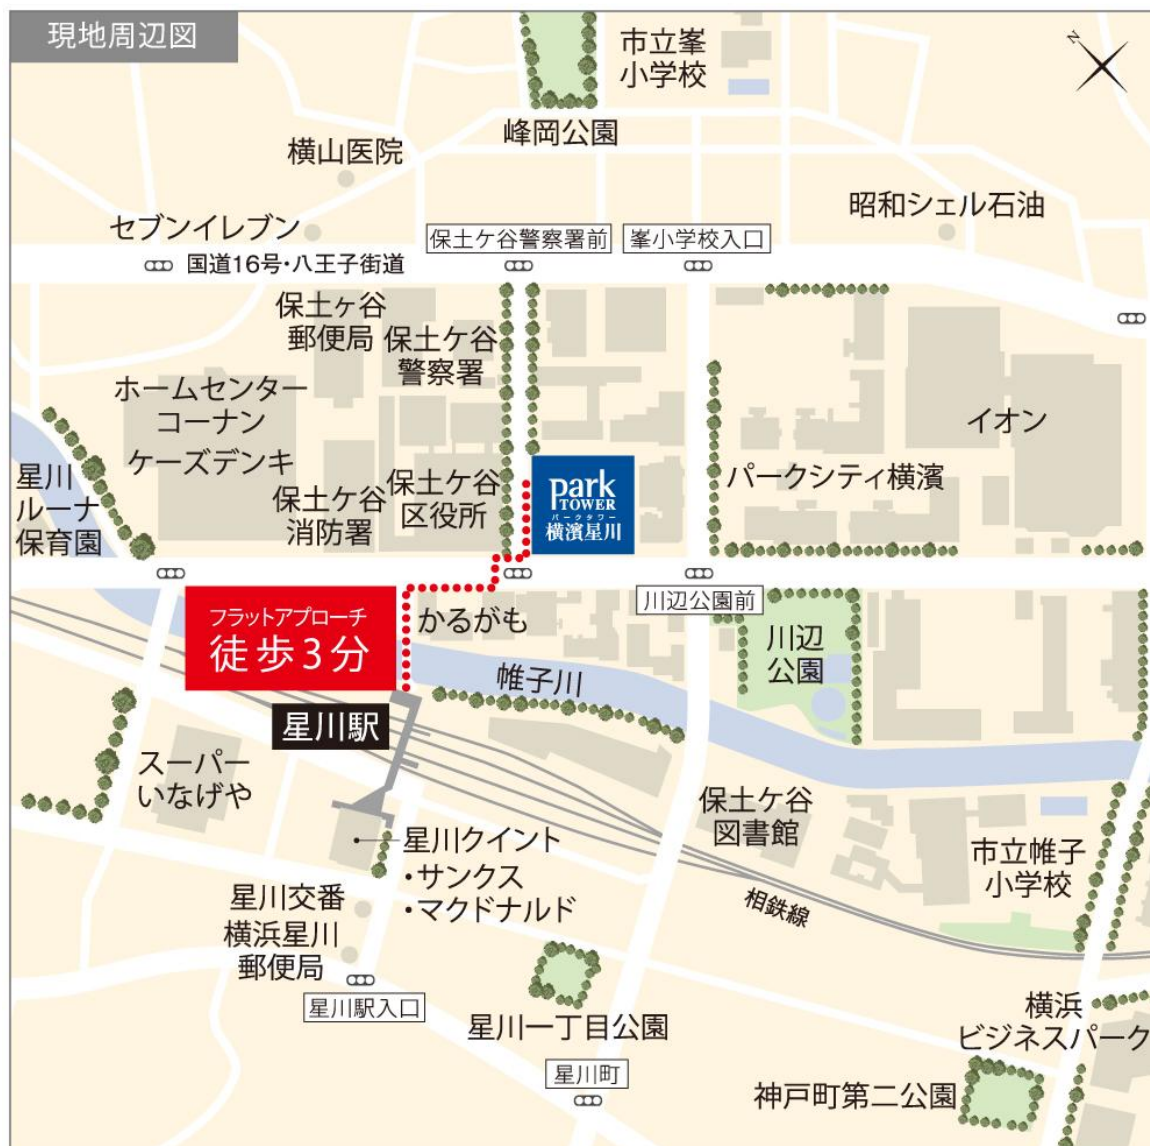 現地周辺図
N
市立峯
小学校
峰岡公園
横山医院
セブンイレブン
昭和シェル石油
保土ケ谷警察署前
峯小学校入口
国道16号・八王子街道
保土ヶ谷
郵便局
保土ケ谷
警察署
ホームセンター
コーナン
ケーズデンキ
イオン
星川
ルーナ
保育園
保土ケ谷
消防署
保土ケ谷
区役所
park
TOWER
パークタワー
横濱星川
パークシティ横濱
フラットアプローチ
徒歩3分
かるがも
川辺公園前
川辺
公園
帷子川
星川駅
スーパー
いなげや
保土ケ谷
図書館
星川クイント
・サンクス
・マクドナルド
市立帷子
小学校
相鉄線
星川交番
横浜星川
郵便局
星川駅入口
星川一丁目公園
横浜
ビジネスパーク
星川町
神戸町第二公園